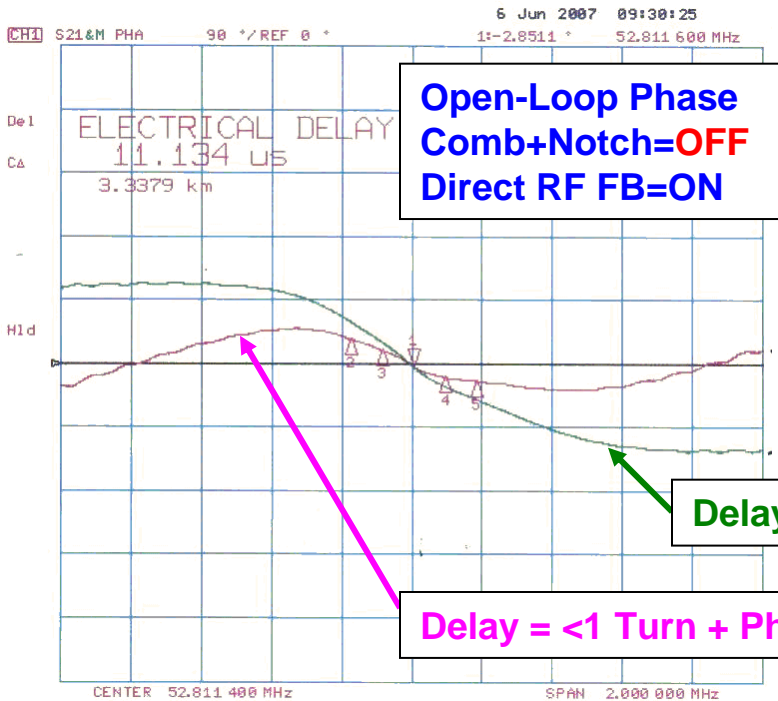 6 Jun 2007 09:30:25
CH1 S21&M PHA 90 °/REF 0 ° 1:-2.8511 ° 52.811 600 MHz
Open-Loop Phase
Comb+Notch=OFF
Direct RF FB=ON
Del
ELECTRICAL DELAY
CΔ
11.134 us
3.3379 km
Hld
1
2
3
4
5
Delay
Delay = <1 Turn + Ph
CENTER 52.811 400 MHz SPAN 2.000 000 MHz